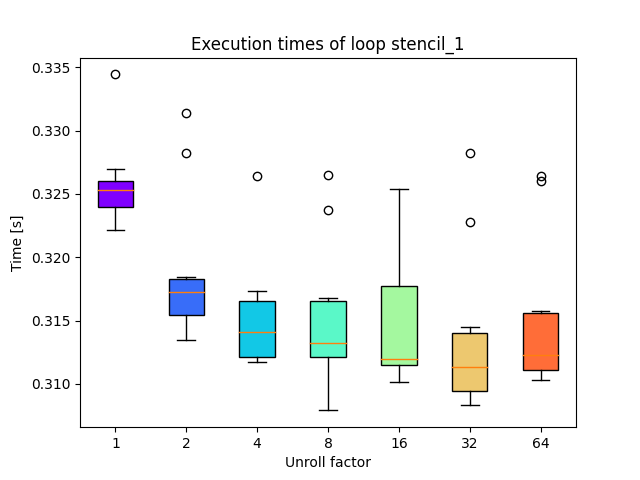 Execution times of loop stencil_1
0.335
0.330
0.325
0.320
0.315
0.310
Time [s]
1 2 4 8 16 32 64
Unroll factor